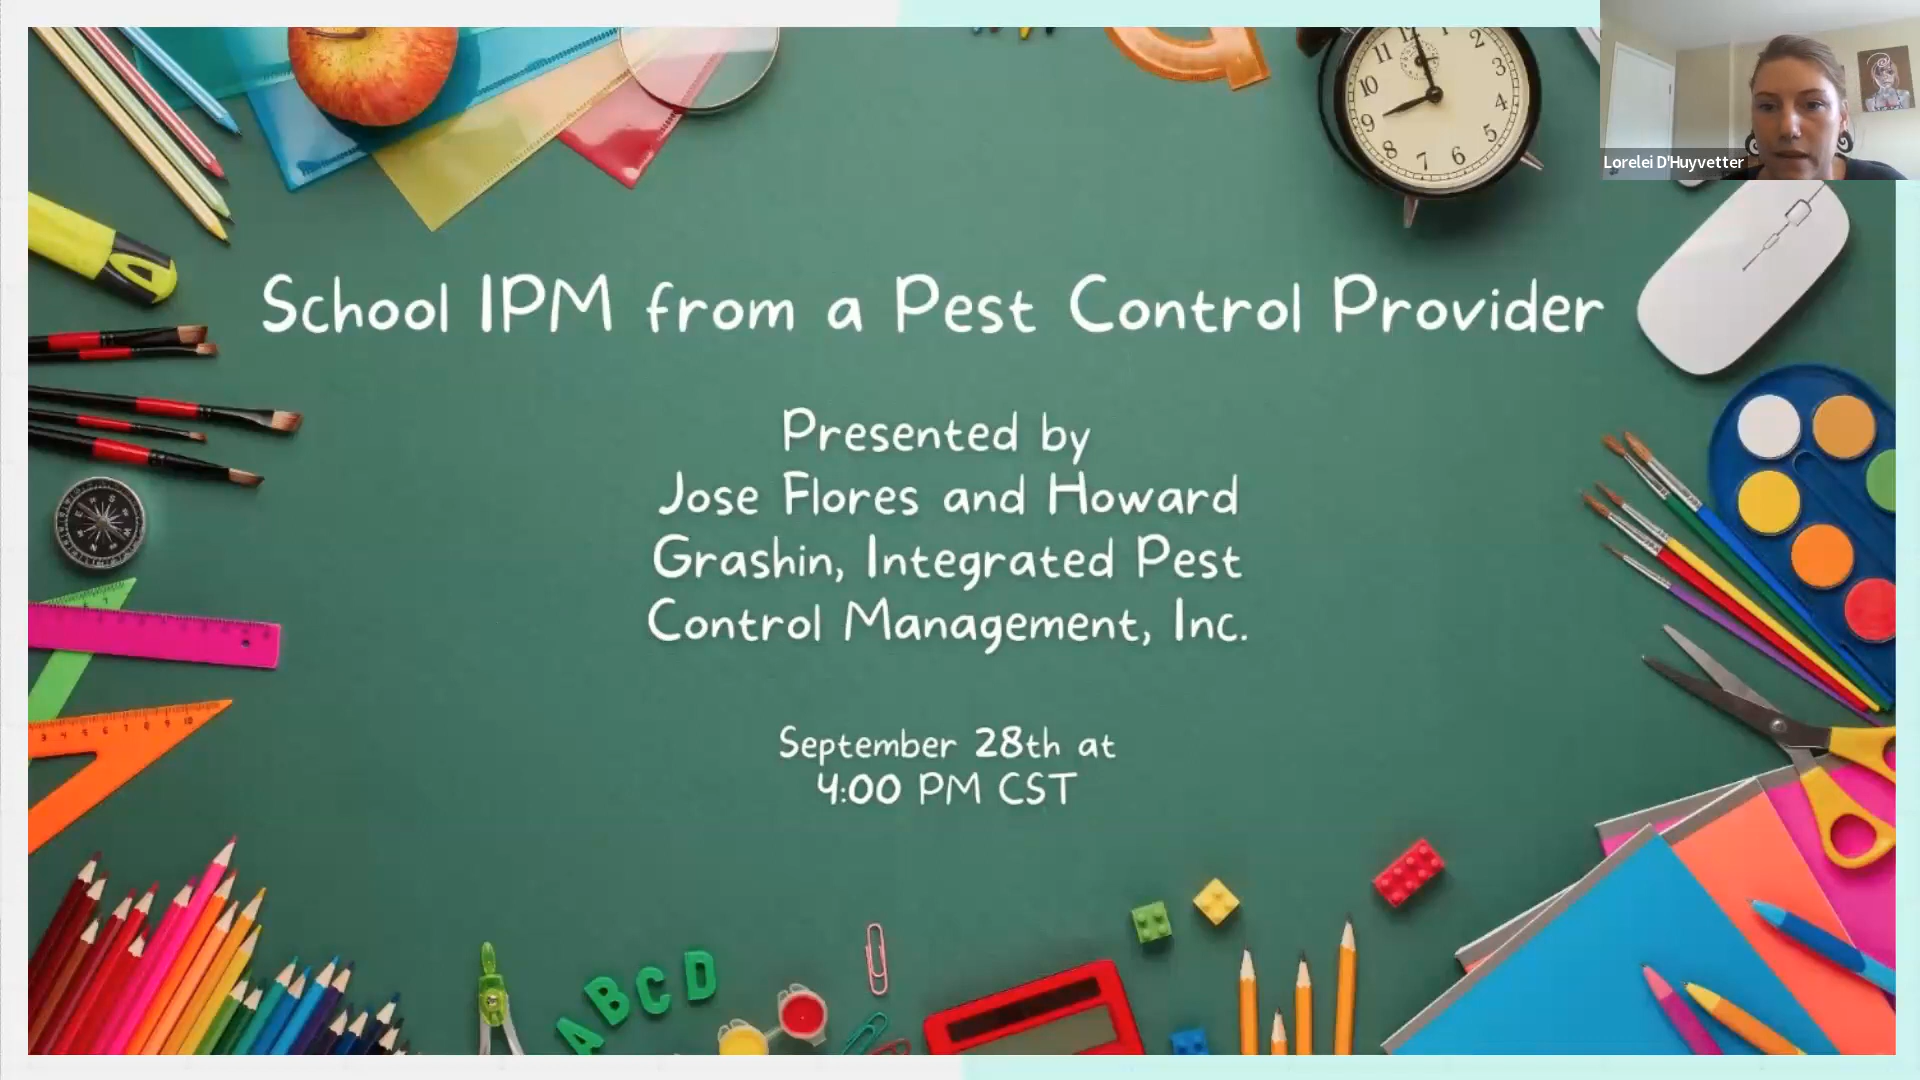 Lorelei D'Huyvetter
School IPM from a Pest Control Provider
Presented by
Jose Flores and Howard
Grashin, Integrated Pest
Control Management, Inc.
September 28th at
4:00 PM CST
A B C D